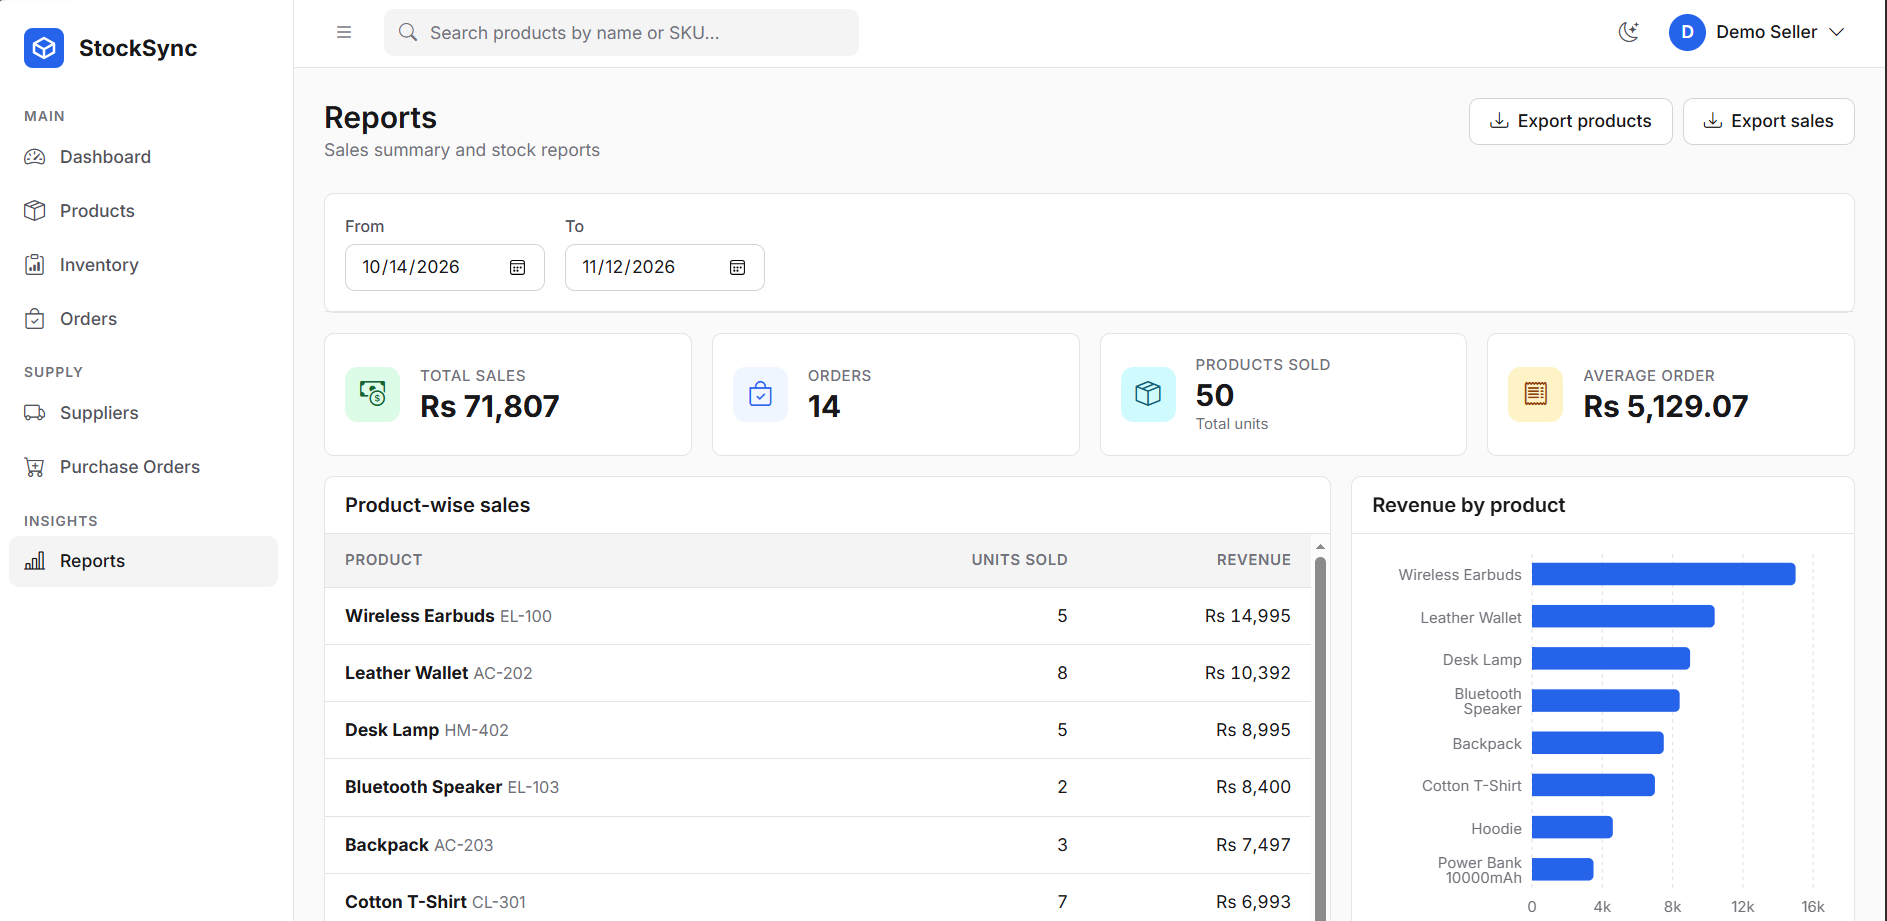 StockSync
MAIN
Dashboard
Products
Inventory
Orders
SUPPLY
Suppliers
Purchase Orders
INSIGHTS
Reports
Search products by name or SKU...
D
Demo Seller
Reports
Sales summary and stock reports
Export products
Export sales
From
To
10/14/2026
11/12/2026
TOTAL SALES
Rs 71,807
ORDERS
14
PRODUCTS SOLD
50
Total units
AVERAGE ORDER
Rs 5,129.07
Product-wise sales
PRODUCT UNITS SOLD REVENUE
Wireless Earbuds EL-100 5 Rs 14,995
Leather Wallet AC-202 8 Rs 10,392
Desk Lamp HM-402 5 Rs 8,995
Bluetooth Speaker EL-103 2 Rs 8,400
Backpack AC-203 3 Rs 7,497
Cotton T-Shirt CL-301 7 Rs 6,993
Revenue by product
Wireless Earbuds
Leather Wallet
Desk Lamp
Bluetooth
Speaker
Backpack
Cotton T-Shirt
Hoodie
Power Bank
10000mAh
0 4k 8k 12k 16k